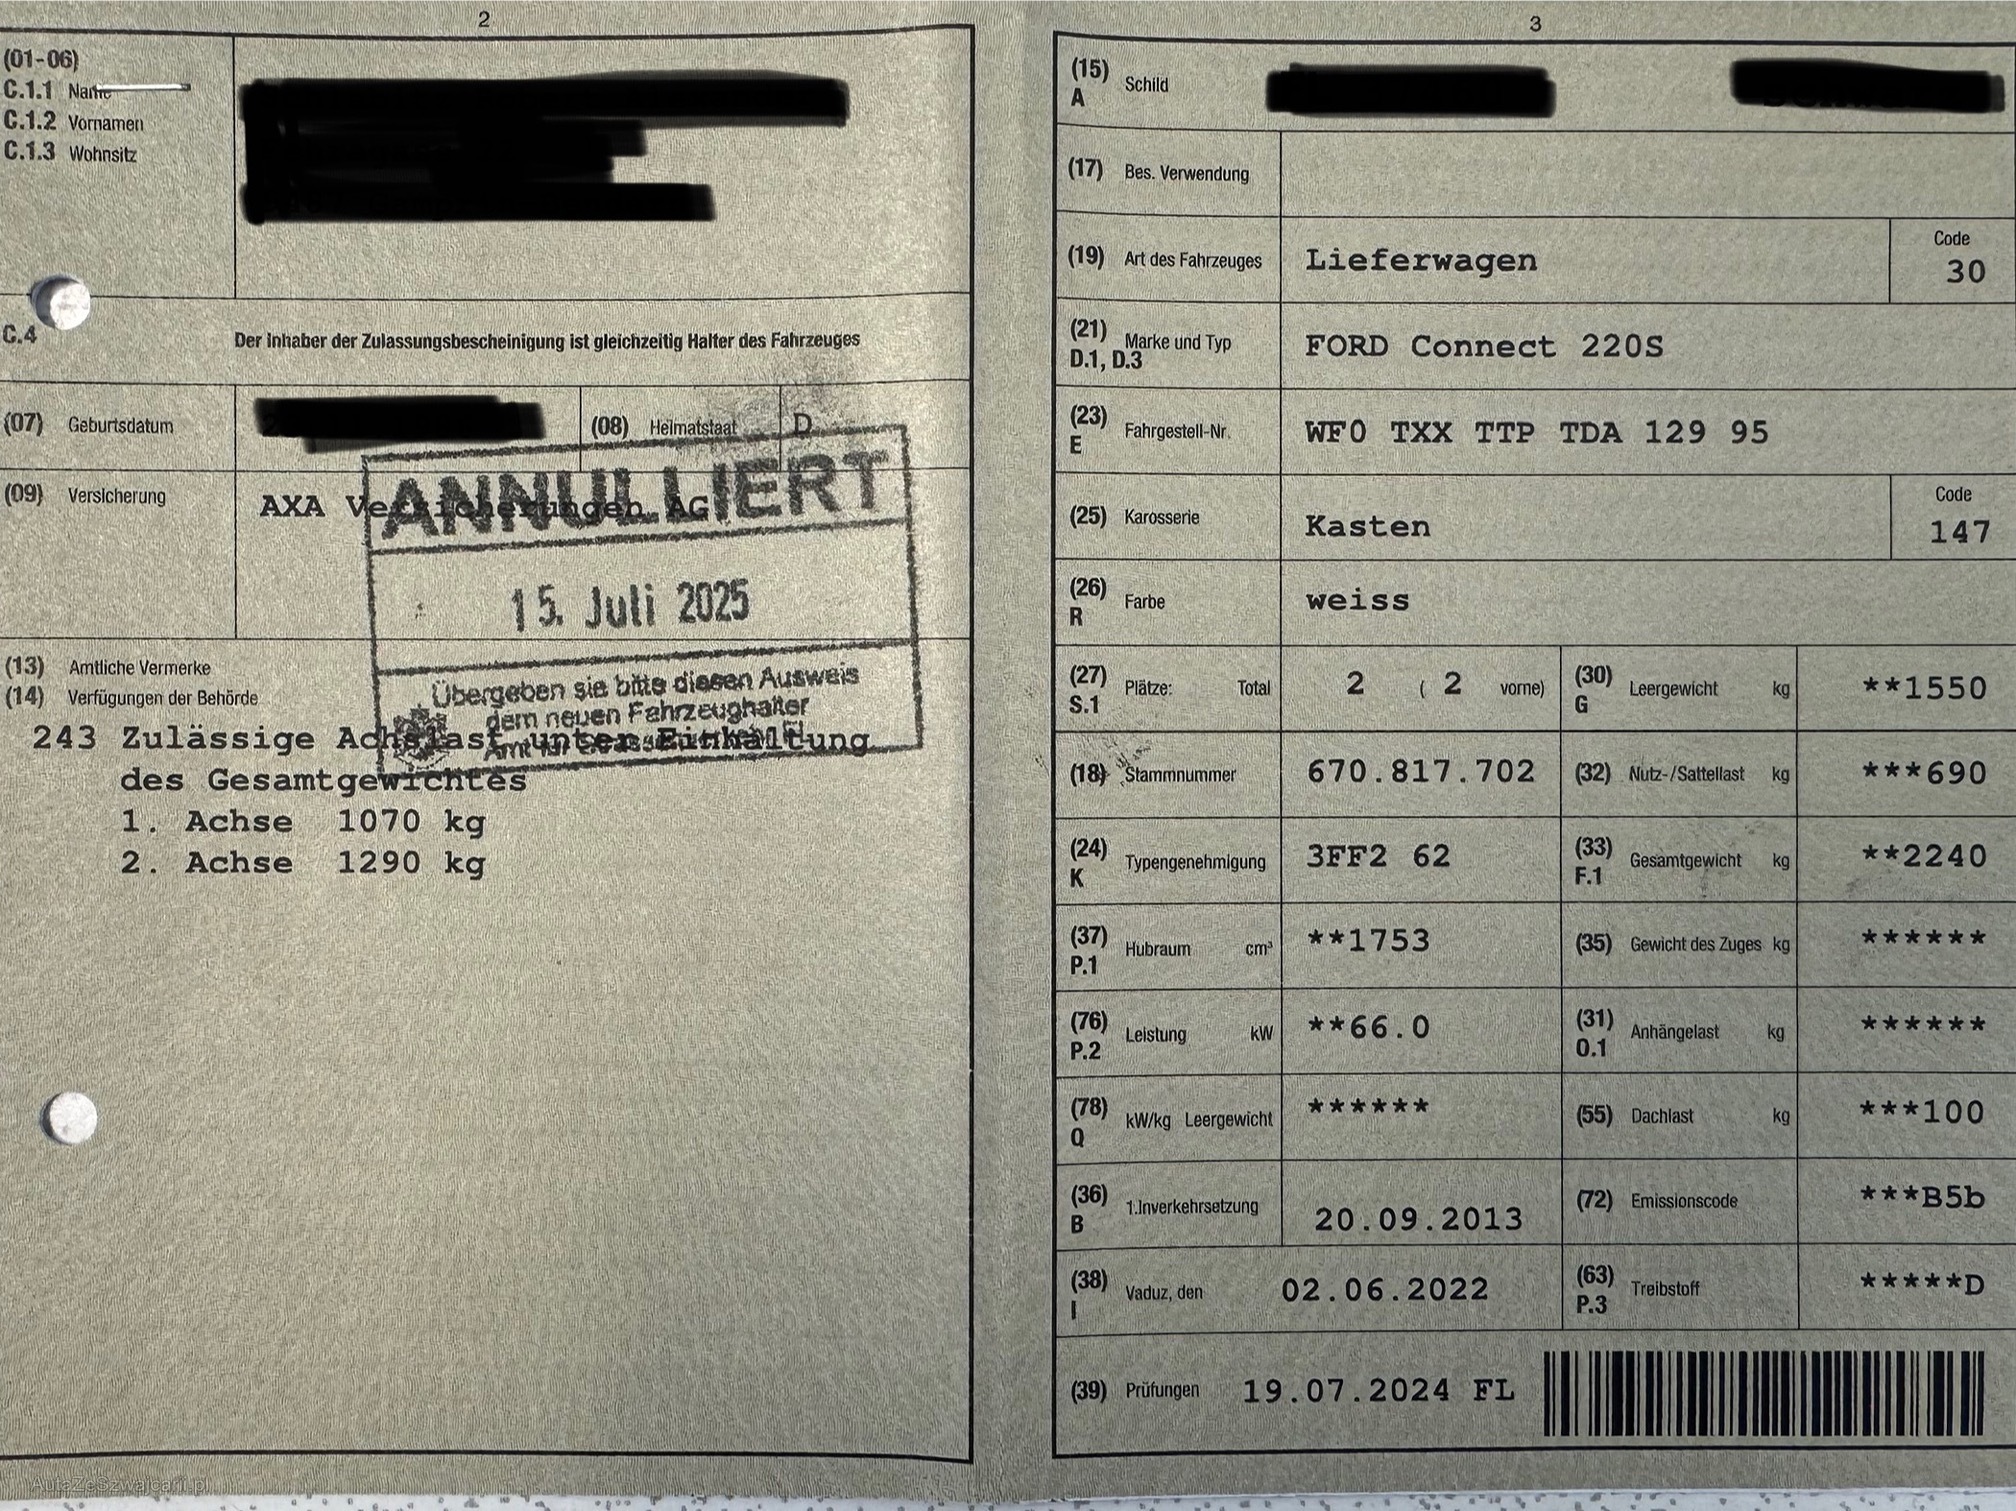 2
(01-06)
C.1.1 Name
C.1.2 Vornamen
C.1.3 Wohnsitz
C.4 Der Inhaber der Zulassungsbescheinigung ist gleichzeitig Halter des Fahrzeuges
(07) Geburtsdatum (08) Heimatstaat D
(09) Versicherung AXA Versicherungen AG
ANNULLIERT
15. Juli 2025
Übergeben sie bitte diesen Ausweis
dem neuen Fahrzeughalter
Amt für
(13) Amtliche Vermerke
(14) Verfügungen der Behörde
243 Zulässige Achslast unter Einhaltung
des Gesamtgewichtes
1. Achse 1070 kg
2. Achse 1290 kg
3
(15) A Schild
(17) Bes. Verwendung
(19) Art des Fahrzeuges Lieferwagen Code 30
(21) D.1, D.3 Marke und Typ FORD Connect 220S
(23) E Fahrgestell-Nr. WF0 TXX TTP TDA 129 95
(25) Karosserie Kasten Code 147
(26) R Farbe weiss
(27) S.1 Plätze: Total 2 ( 2 vorne) (30) G Leergewicht kg **1550
(18) Stammnummer 670.817.702 (32) Nutz-/Sattellast kg ***690
(24) K Typengenehmigung 3FF2 62 (33) F.1 Gesamtgewicht kg **2240
(37) P.1 Hubraum cm³ **1753 (35) Gewicht des Zuges kg ******
(76) P.2 Leistung kW **66.0 (31) O.1 Anhängelast kg ******
(78) Q kW/kg Leergewicht ****** (55) Dachlast kg ***100
(36) B 1.Inverkehrsetzung 20.09.2013 (72) Emissionscode ***B5b
(38) I Vaduz, den 02.06.2022 (63) P.3 Treibstoff *****D
(39) Prüfungen 19.07.2024 FL
AutaZeSzwajcarii.pl